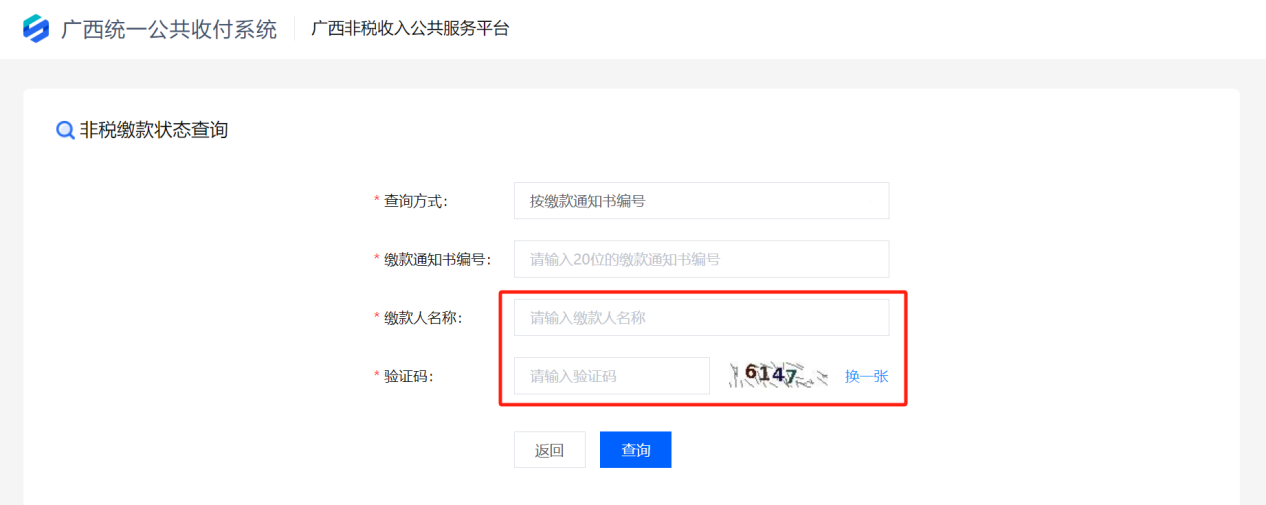 广西统一公共收付系统 广西非税收入公共服务平台
非税缴款状态查询
* 查询方式: 按缴款通知书编号
* 缴款通知书编号: 请输入20位的缴款通知书编号
* 缴款人名称: 请输入缴款人名称
* 验证码: 请输入验证码 6147 换一张
返回 查询